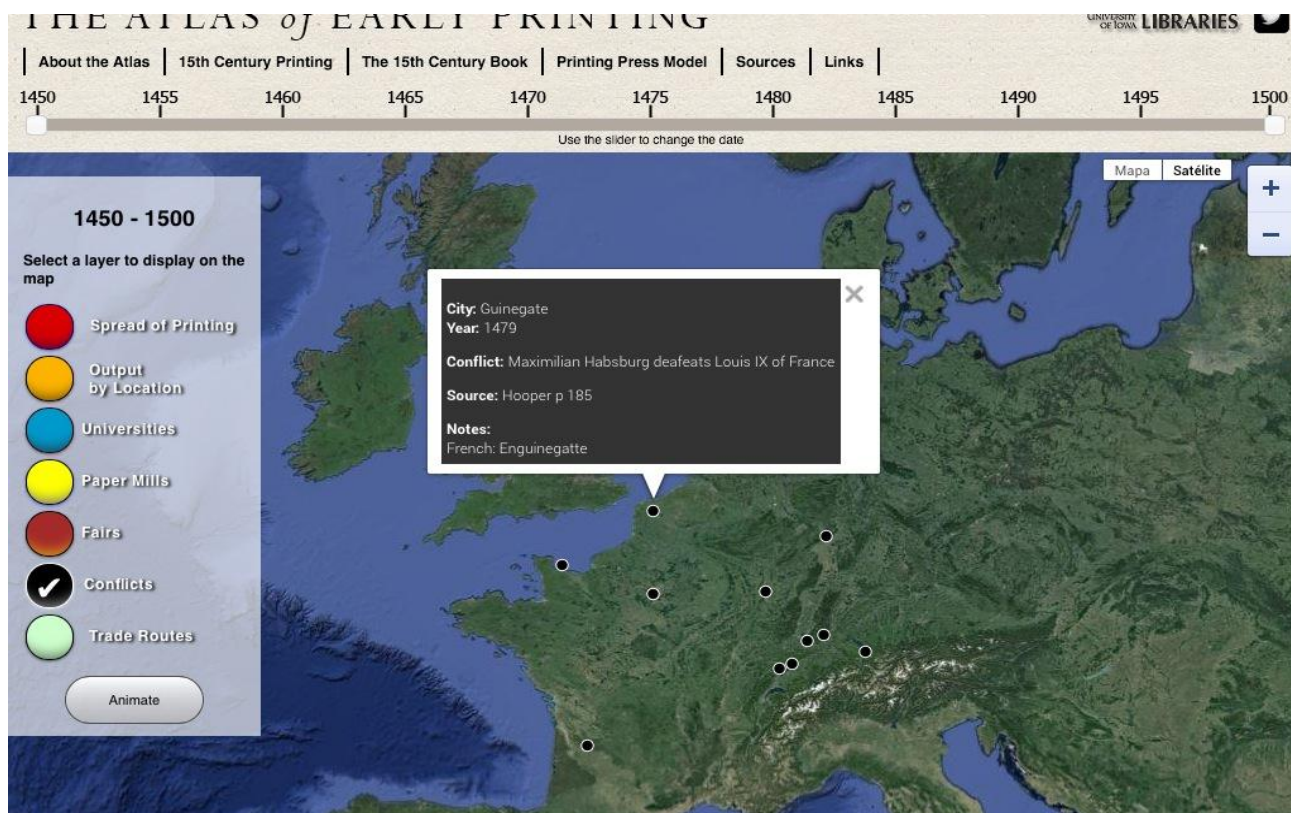 THE ATLAS of EARLY PRINTING
UNIVERSITY
OF IOWA LIBRARIES
About the Atlas 15th Century Printing The 15th Century Book Printing Press Model Sources Links
1450 1455 1460 1465 1470 1475 1480 1485 1490 1495 1500
Use the slider to change the date
Mapa Satélite
+
−
1450 - 1500
Select a layer to display on the
map
Spread of Printing
Output
by Location
Universities
Paper Mills
Fairs
Conflicts
Trade Routes
Animate
City: Guinegate
Year: 1479
Conflict: Maximilian Habsburg deafeats Louis IX of France
Source: Hooper p 185
Notes:
French: Enguinegatte